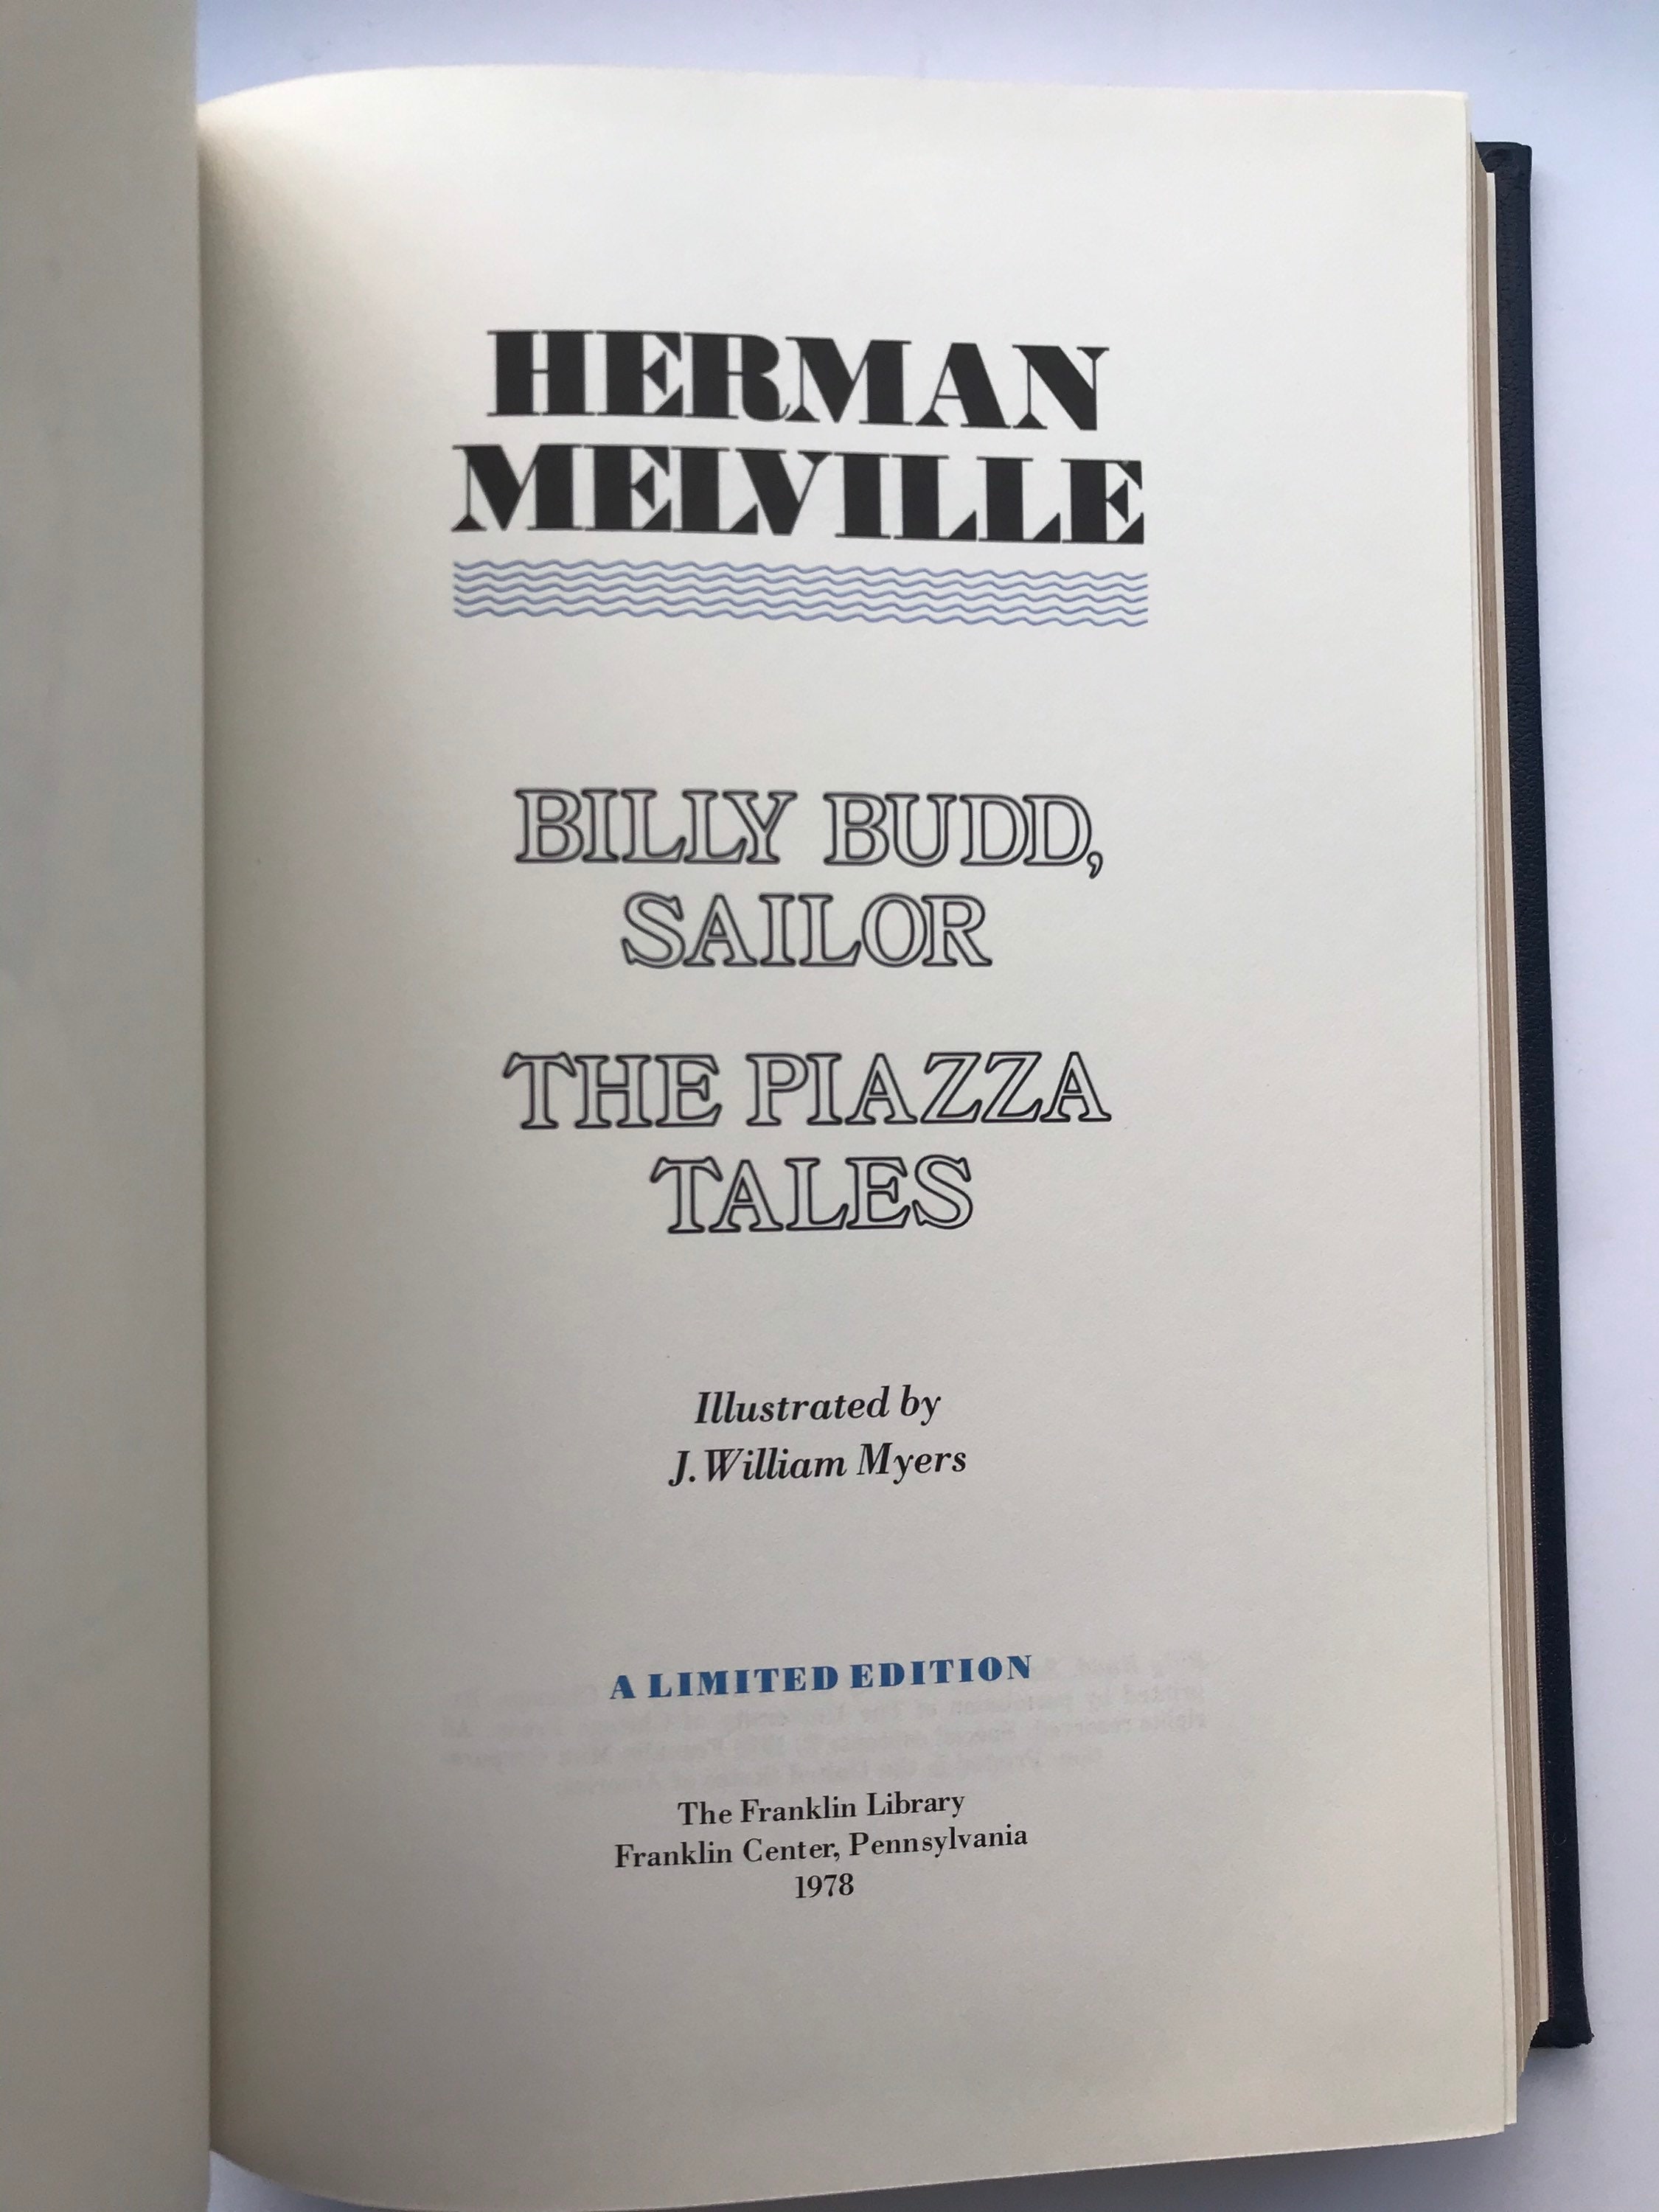 HERMAN
MELVILLE
BILLY BUDD,
SAILOR
THE PIAZZA
TALES
Illustrated by
J. William Myers
A LIMITED EDITION
The Franklin Library
Franklin Center, Pennsylvania
1978